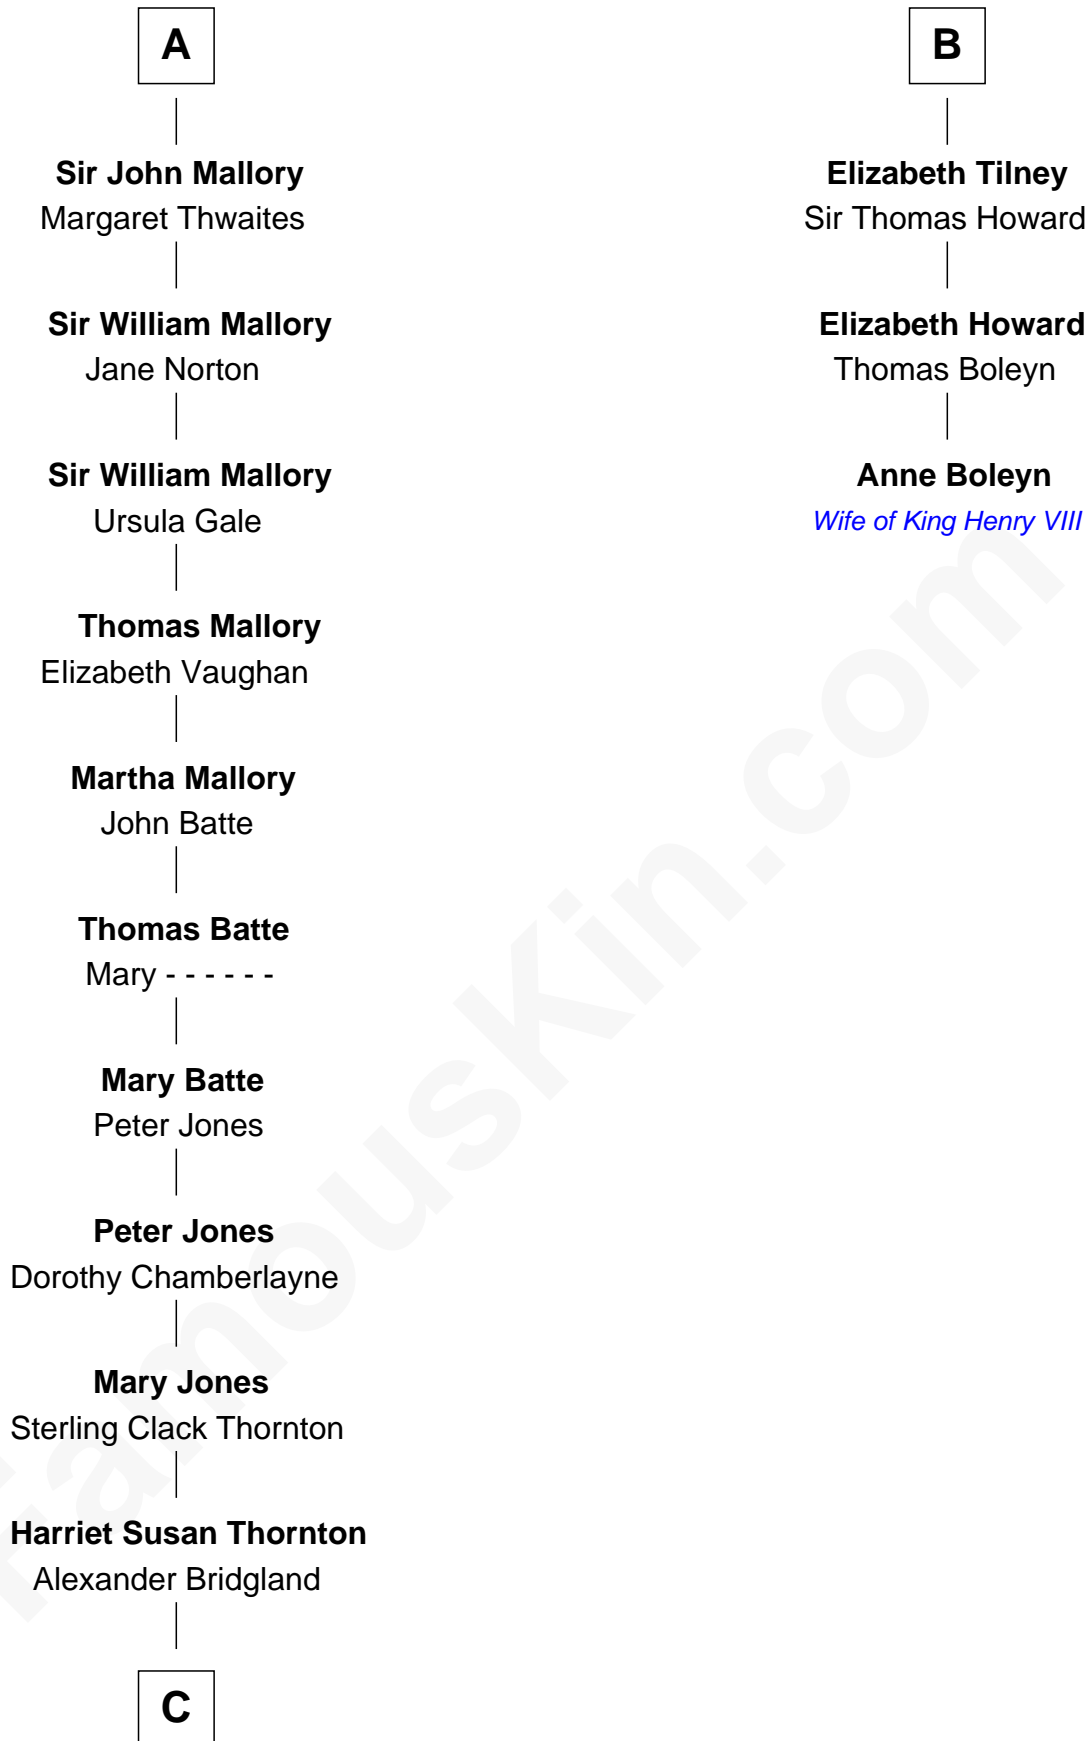 A
Sir John Mallory
Margaret Thwaites
Sir William Mallory
Jane Norton
Sir William Mallory
Ursula Gale
Thomas Mallory
Elizabeth Vaughan
Martha Mallory
John Batte
Thomas Batte
Mary - - - - - -
Mary Batte
Peter Jones
Peter Jones
Dorothy Chamberlayne
Mary Jones
Sterling Clack Thornton
Harriet Susan Thornton
Alexander Bridgland
C
B
Elizabeth Tilney
Sir Thomas Howard
Elizabeth Howard
Thomas Boleyn
Anne Boleyn
Wife of King Henry VIII
FamousKin.com